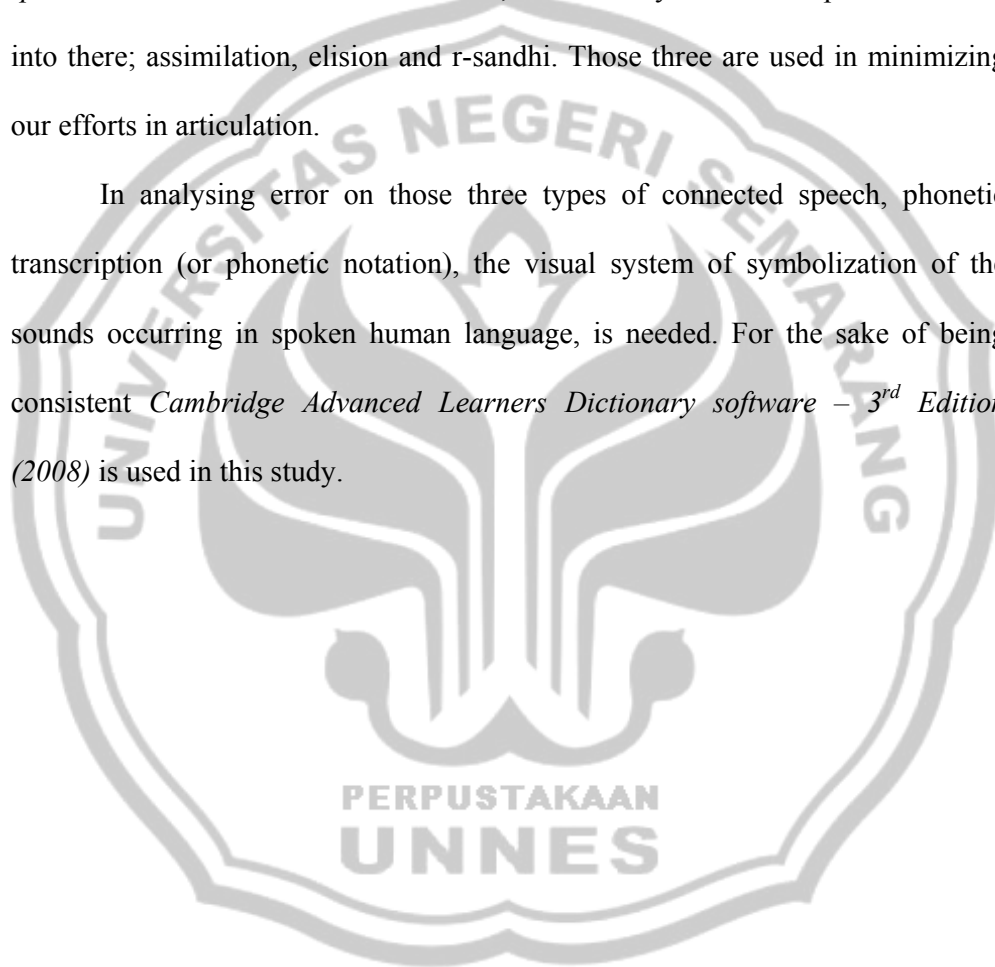 into there; assimilation, elision and r-sandhi. Those three are used in minimizing
our efforts in articulation.
In analysing error on those three types of connected speech, phonetic
transcription (or phonetic notation), the visual system of symbolization of the
sounds occurring in spoken human language, is needed. For the sake of being
consistent Cambridge Advanced Learners Dictionary software – 3rd Edition
(2008) is used in this study.
UNIVERSITAS NEGERI SEMARANG
PERPUSTAKAAN
UNNES